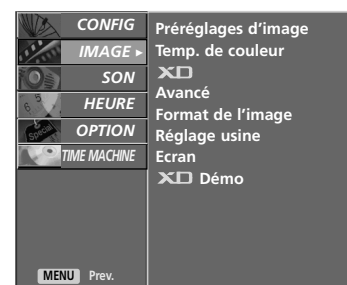 CONFIG
IMAGE ►
SON
HEURE
OPTION
Special
TIME MACHINE
MENU Prev.
Préréglages d'image
Temp. de couleur
XD
Avancé
Format de l'image
Réglage usine
Ecran
XD Démo